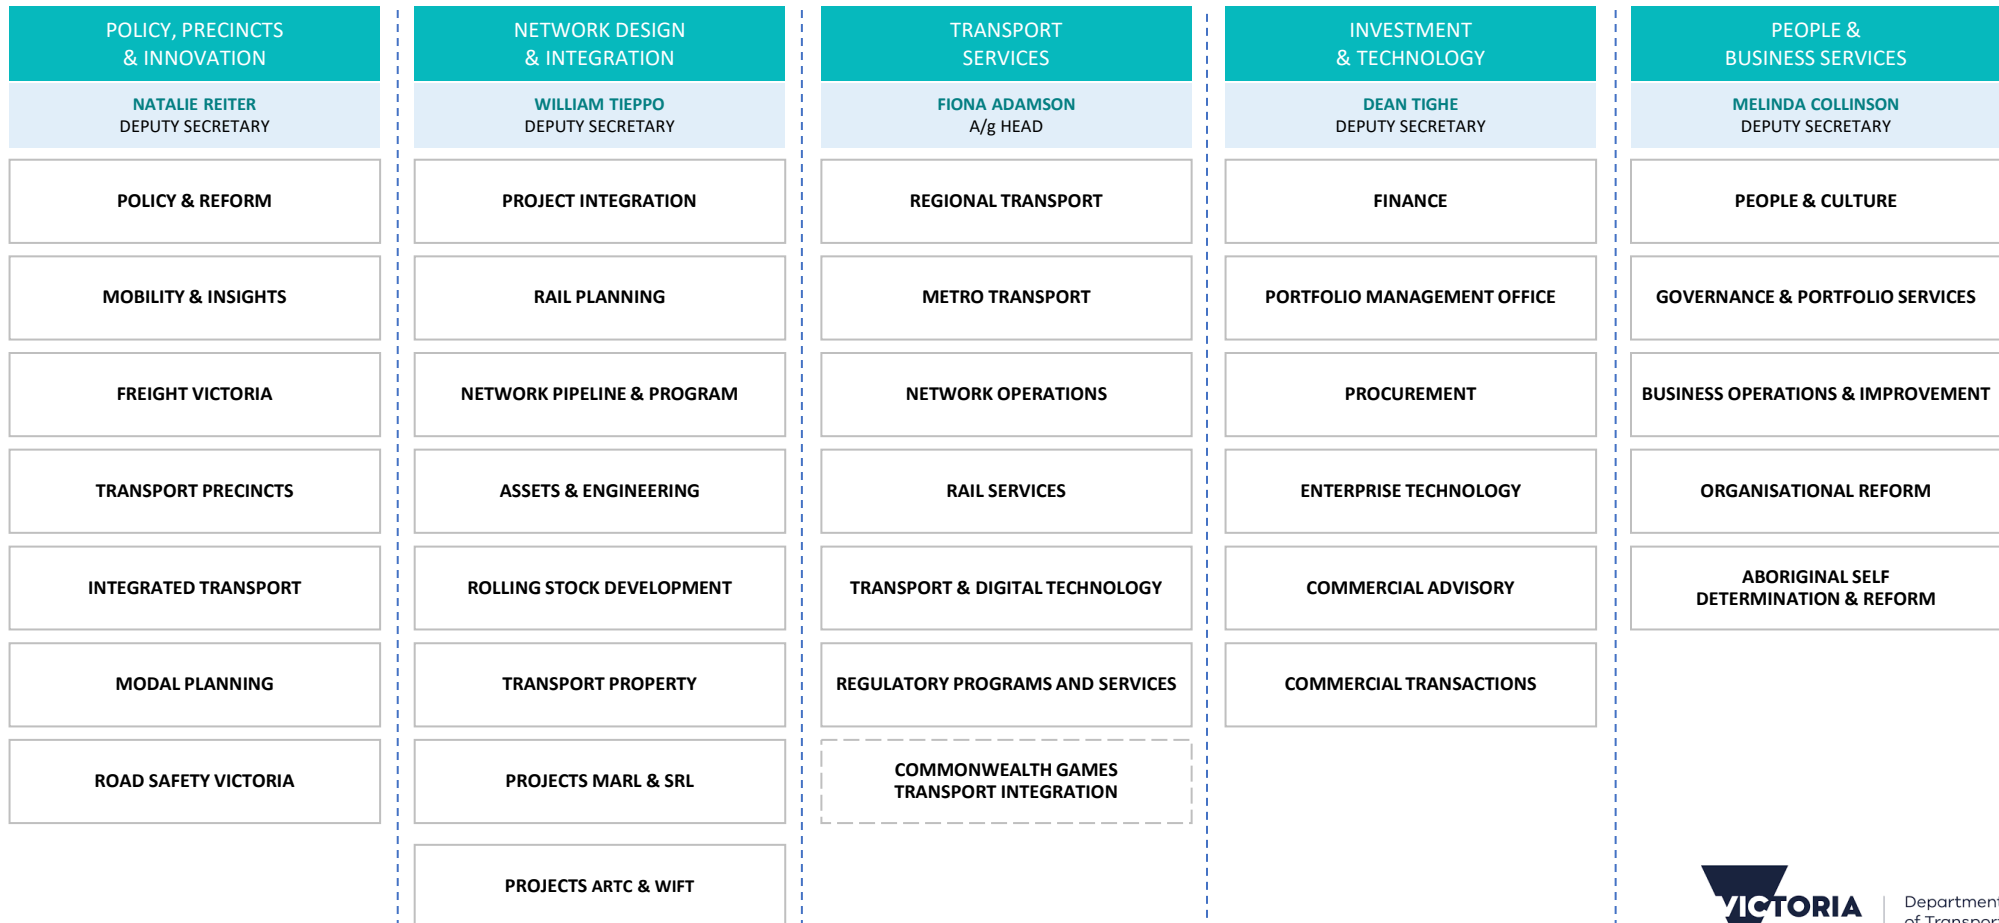 POLICY, PRECINCTS
& INNOVATION
NATALIE REITER
DEPUTY SECRETARY
POLICY & REFORM
MOBILITY & INSIGHTS
FREIGHT VICTORIA
TRANSPORT PRECINCTS
INTEGRATED TRANSPORT
MODAL PLANNING
ROAD SAFETY VICTORIA
NETWORK DESIGN
& INTEGRATION
WILLIAM TIEPPO
DEPUTY SECRETARY
PROJECT INTEGRATION
RAIL PLANNING
NETWORK PIPELINE & PROGRAM
ASSETS & ENGINEERING
ROLLING STOCK DEVELOPMENT
TRANSPORT PROPERTY
PROJECTS MARL & SRL
PROJECTS ARTC & WIFT
TRANSPORT
SERVICES
FIONA ADAMSON
A/g HEAD
REGIONAL TRANSPORT
METRO TRANSPORT
NETWORK OPERATIONS
RAIL SERVICES
TRANSPORT & DIGITAL TECHNOLOGY
REGULATORY PROGRAMS AND SERVICES
COMMONWEALTH GAMES
TRANSPORT INTEGRATION
INVESTMENT
& TECHNOLOGY
DEAN TIGHE
DEPUTY SECRETARY
FINANCE
PORTFOLIO MANAGEMENT OFFICE
PROCUREMENT
ENTERPRISE TECHNOLOGY
COMMERCIAL ADVISORY
COMMERCIAL TRANSACTIONS
PEOPLE &
BUSINESS SERVICES
MELINDA COLLINSON
DEPUTY SECRETARY
PEOPLE & CULTURE
GOVERNANCE & PORTFOLIO SERVICES
BUSINESS OPERATIONS & IMPROVEMENT
ORGANISATIONAL REFORM
ABORIGINAL SELF
DETERMINATION & REFORM
VICTORIA
Department
of Transport